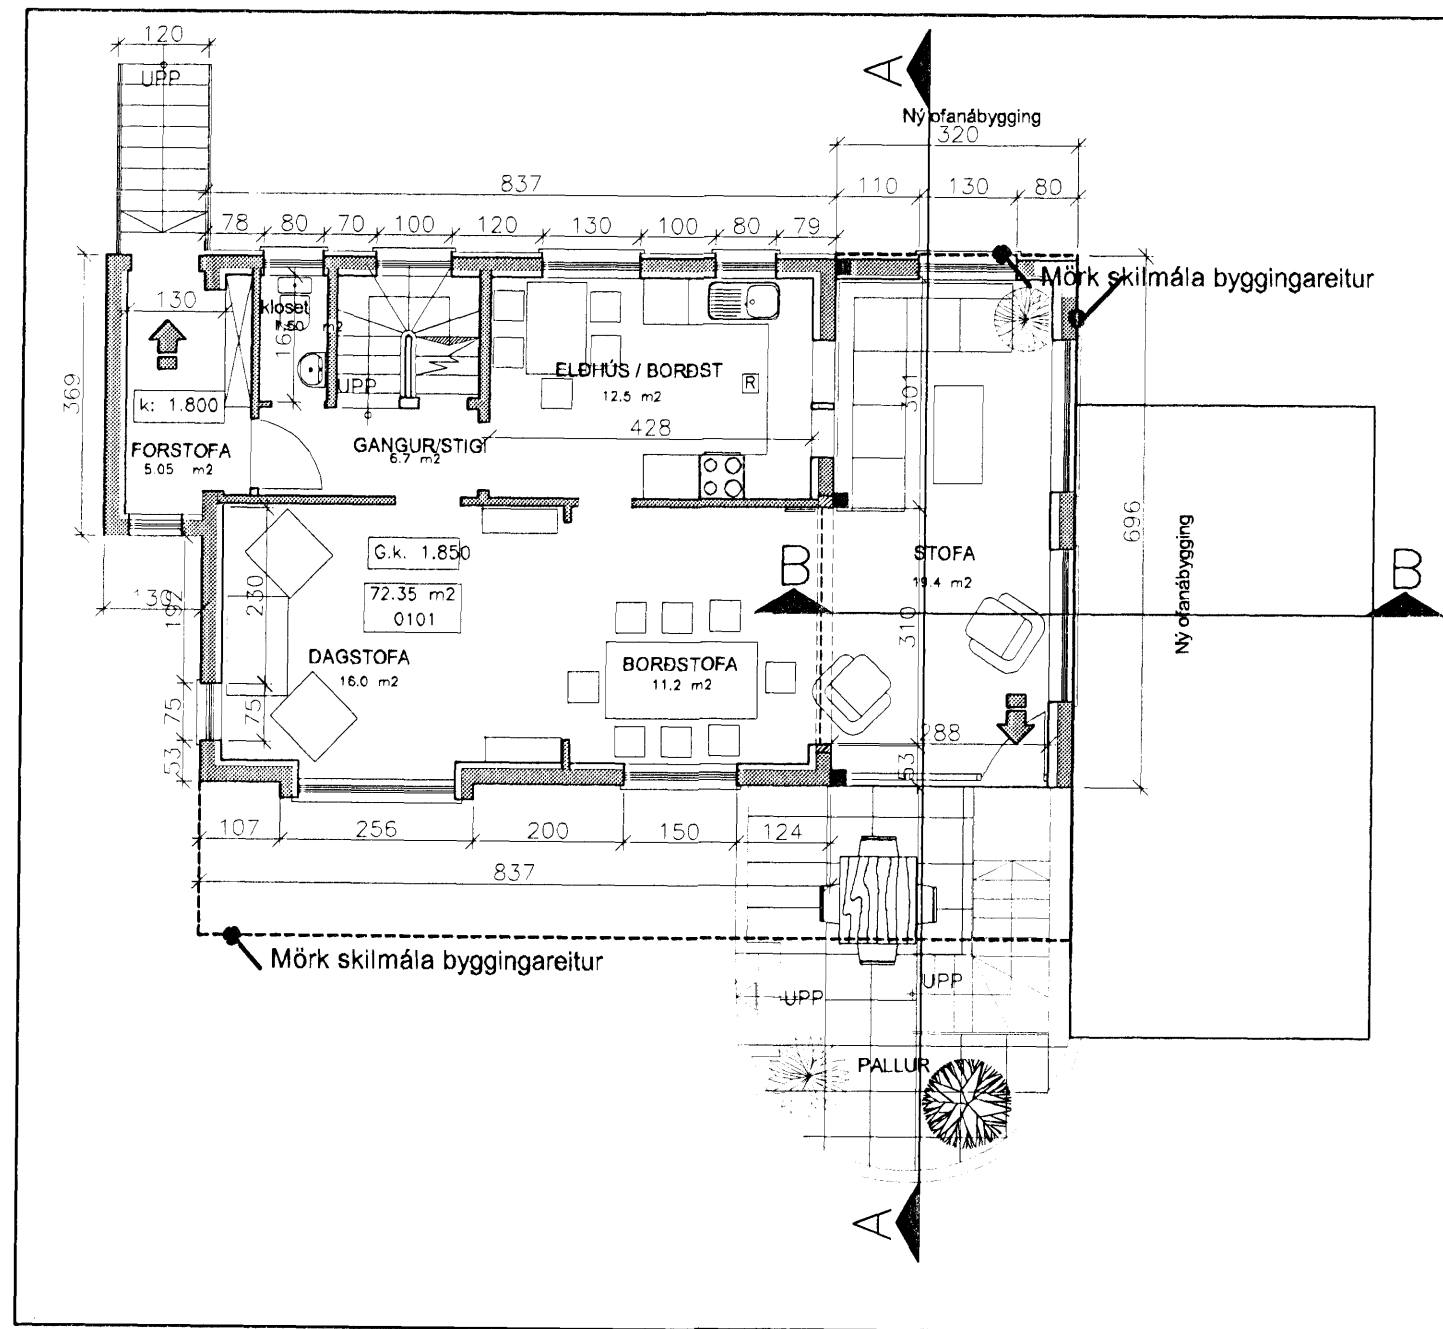 120
UPP
A
Ný ofanábygging
320
837
110 130 80
78 80 70 100 120 130 100 80 79
Mörk skilmála byggingareitur
130
kloset
1.50 m2
UPP
ELÐHÚS / BORÐST
12.5 m2
R
301
369
k: 1.800
FORSTOFA
5.05 m2
GANGUR/STIGI
6.7 m2
428
696
Ný ofanábygging
G.k. 1.850
72.35 m2
0101
STOFA
19.4 m2
B
B
130
192
230
310
DAGSTOFA
16.0 m2
BORÐSTOFA
11.2 m2
75
75
53
288
53
107 256 200 150 124
837
Mörk skilmála byggingareitur
UPP
UPP
PALLUR
A